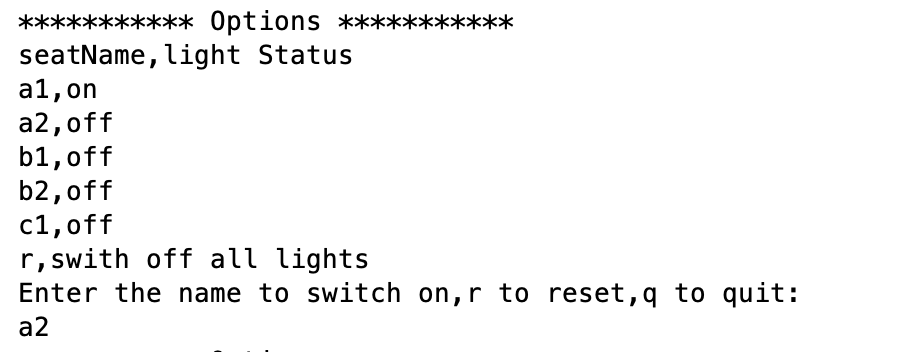 *********** Options ***********
seatName,light Status
a1,on
a2,off
b1,off
b2,off
c1,off
r,swith off all lights
Enter the name to switch on,r to reset,q to quit:
a2